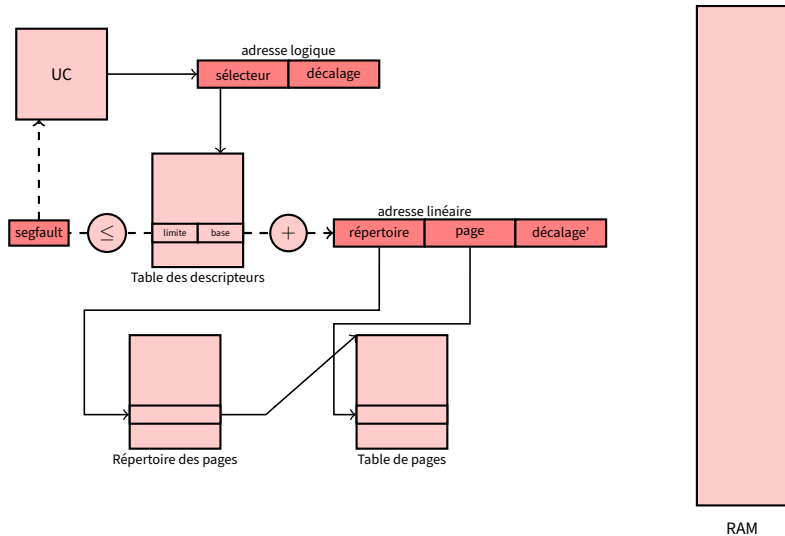 adresse logique
UC
sélecteur
décalage
adresse linéaire
segfault
≤
limite
base
+
répertoire
page
décalage'
Table des descripteurs
Répertoire des pages
Table de pages
RAM